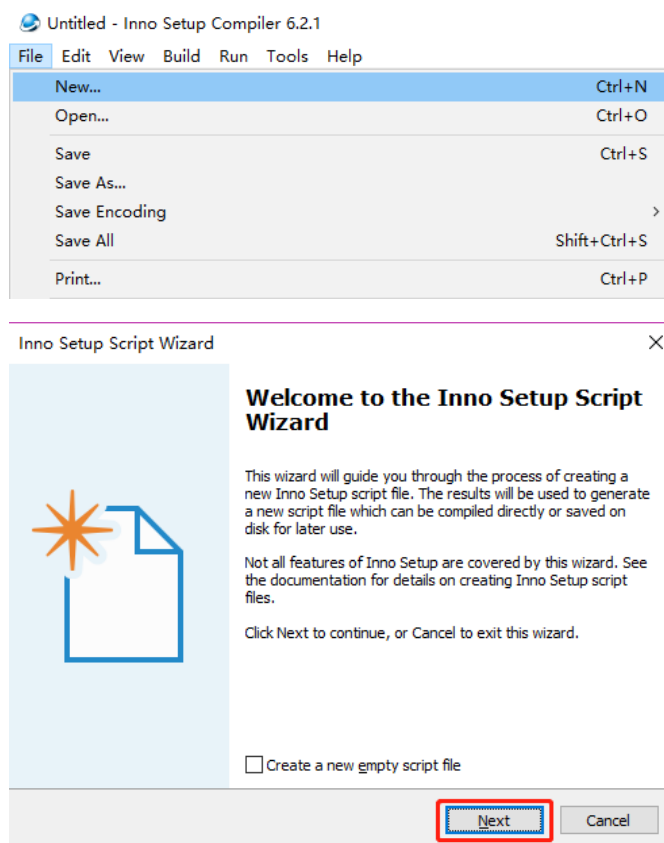 Untitled - Inno Setup Compiler 6.2.1
File Edit View Build Run Tools Help
New... Ctrl+N
Open... Ctrl+O
Save Ctrl+S
Save As...
Save Encoding
Save All Shift+Ctrl+S
Print... Ctrl+P
Inno Setup Script Wizard
Welcome to the Inno Setup Script
Wizard
This wizard will guide you through the process of creating a
new Inno Setup script file. The results will be used to generate
a new script file which can be compiled directly or saved on
disk for later use.
Not all features of Inno Setup are covered by this wizard. See
the documentation for details on creating Inno Setup script
files.
Click Next to continue, or Cancel to exit this wizard.
Create a new empty script file
Next Cancel